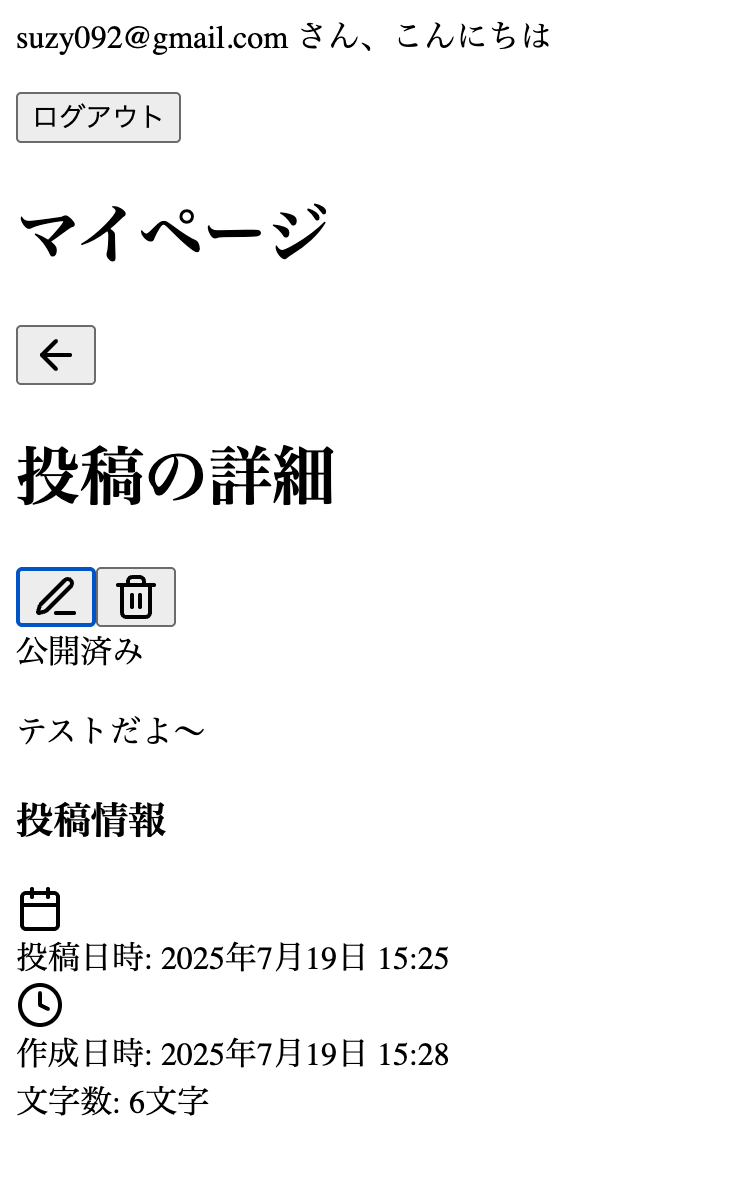 suzy092@gmail.com さん、こんにちは
ログアウト
マイページ
投稿の詳細
公開済み
テストだよ〜
投稿情報
投稿日時: 2025年7月19日 15:25
作成日時: 2025年7月19日 15:28
文字数: 6文字